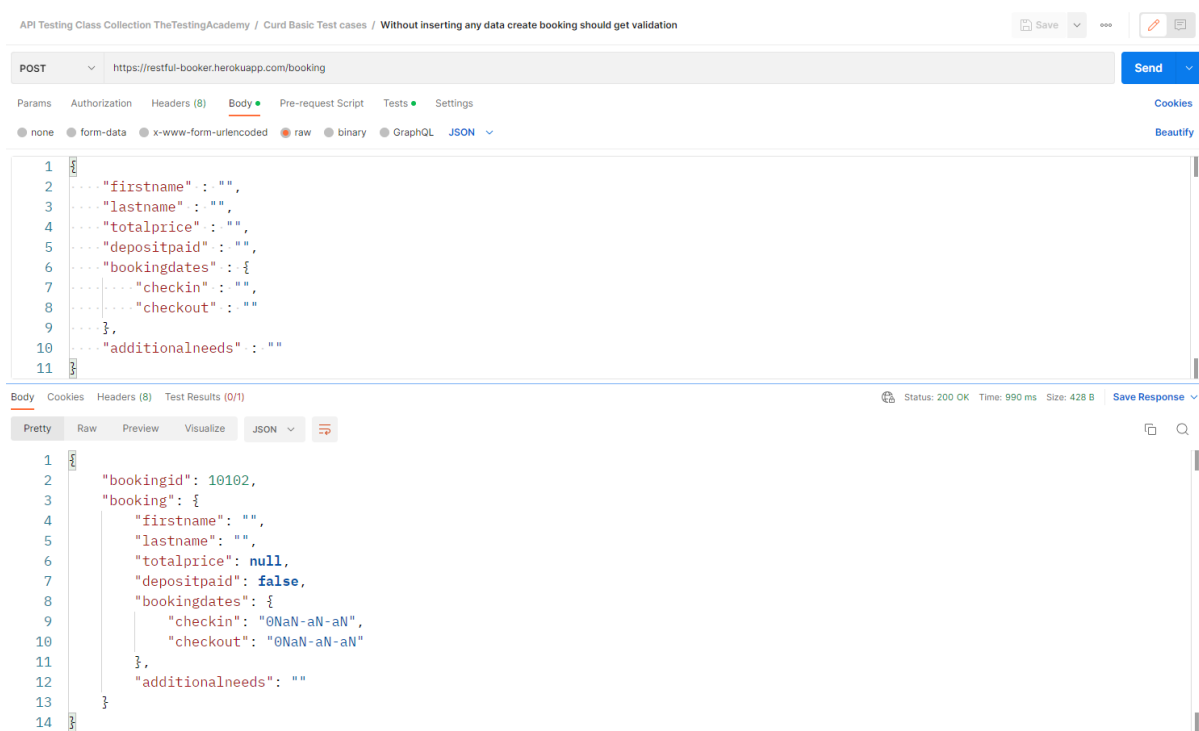 API Testing Class Collection TheTestingAcademy / Curd Basic Test cases / Without inserting any data create booking should get validation
Save
POST https://restful-booker.herokuapp.com/booking Send
Params Authorization Headers (8) Body Pre-request Script Tests Settings Cookies
none form-data x-www-form-urlencoded raw binary GraphQL JSON Beautify
1 {
2 "firstname" : "",
3 "lastname" : "",
4 "totalprice" : "",
5 "depositpaid" : "",
6 "bookingdates" : {
7 "checkin" : "",
8 "checkout" : ""
9 },
10 "additionalneeds" : ""
11 }
Body Cookies Headers (8) Test Results (0/1) Status: 200 OK Time: 990 ms Size: 428 B Save Response
Pretty Raw Preview Visualize JSON
1 {
2 "bookingid": 10102,
3 "booking": {
4 "firstname": "",
5 "lastname": "",
6 "totalprice": null,
7 "depositpaid": false,
8 "bookingdates": {
9 "checkin": "0NaN-aN-aN",
10 "checkout": "0NaN-aN-aN"
11 },
12 "additionalneeds": ""
13 }
14 }